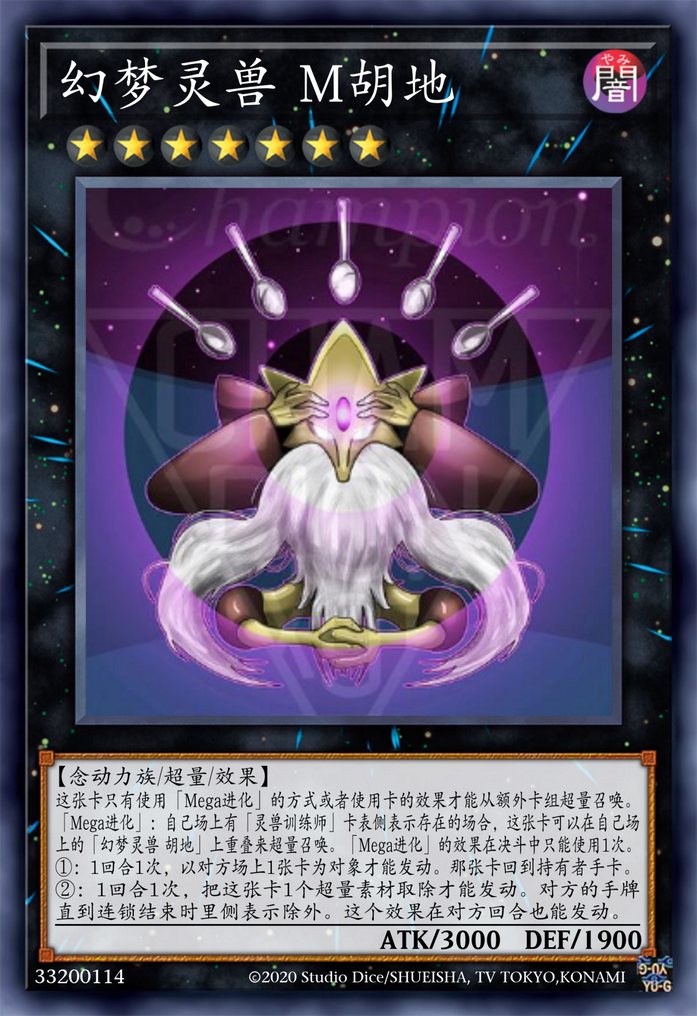 幻梦灵兽 M胡地
やみ
闇
Champion
【念动力族/超量/效果】
这张卡只有使用「Mega进化」的方式或者使用卡的效果才能从额外卡组超量召唤。
「Mega进化」：自己场上有「灵兽训练师」卡表侧表示存在的场合，这张卡可以在自己场
上的「幻梦灵兽 胡地」上重叠来超量召唤。「Mega进化」的效果在决斗中只能使用1次。
①：1回合1次，以对方场上1张卡为对象才能发动。那张卡回到持有者手卡。
②：1回合1次，把这张卡1个超量素材取除才能发动。对方的手牌
直到连锁结束时里侧表示除外。这个效果在对方回合也能发动。
ATK/3000 DEF/1900
33200114 ©2020 Studio Dice/SHUEISHA, TV TOKYO,KONAMI
YU-G
YU-G